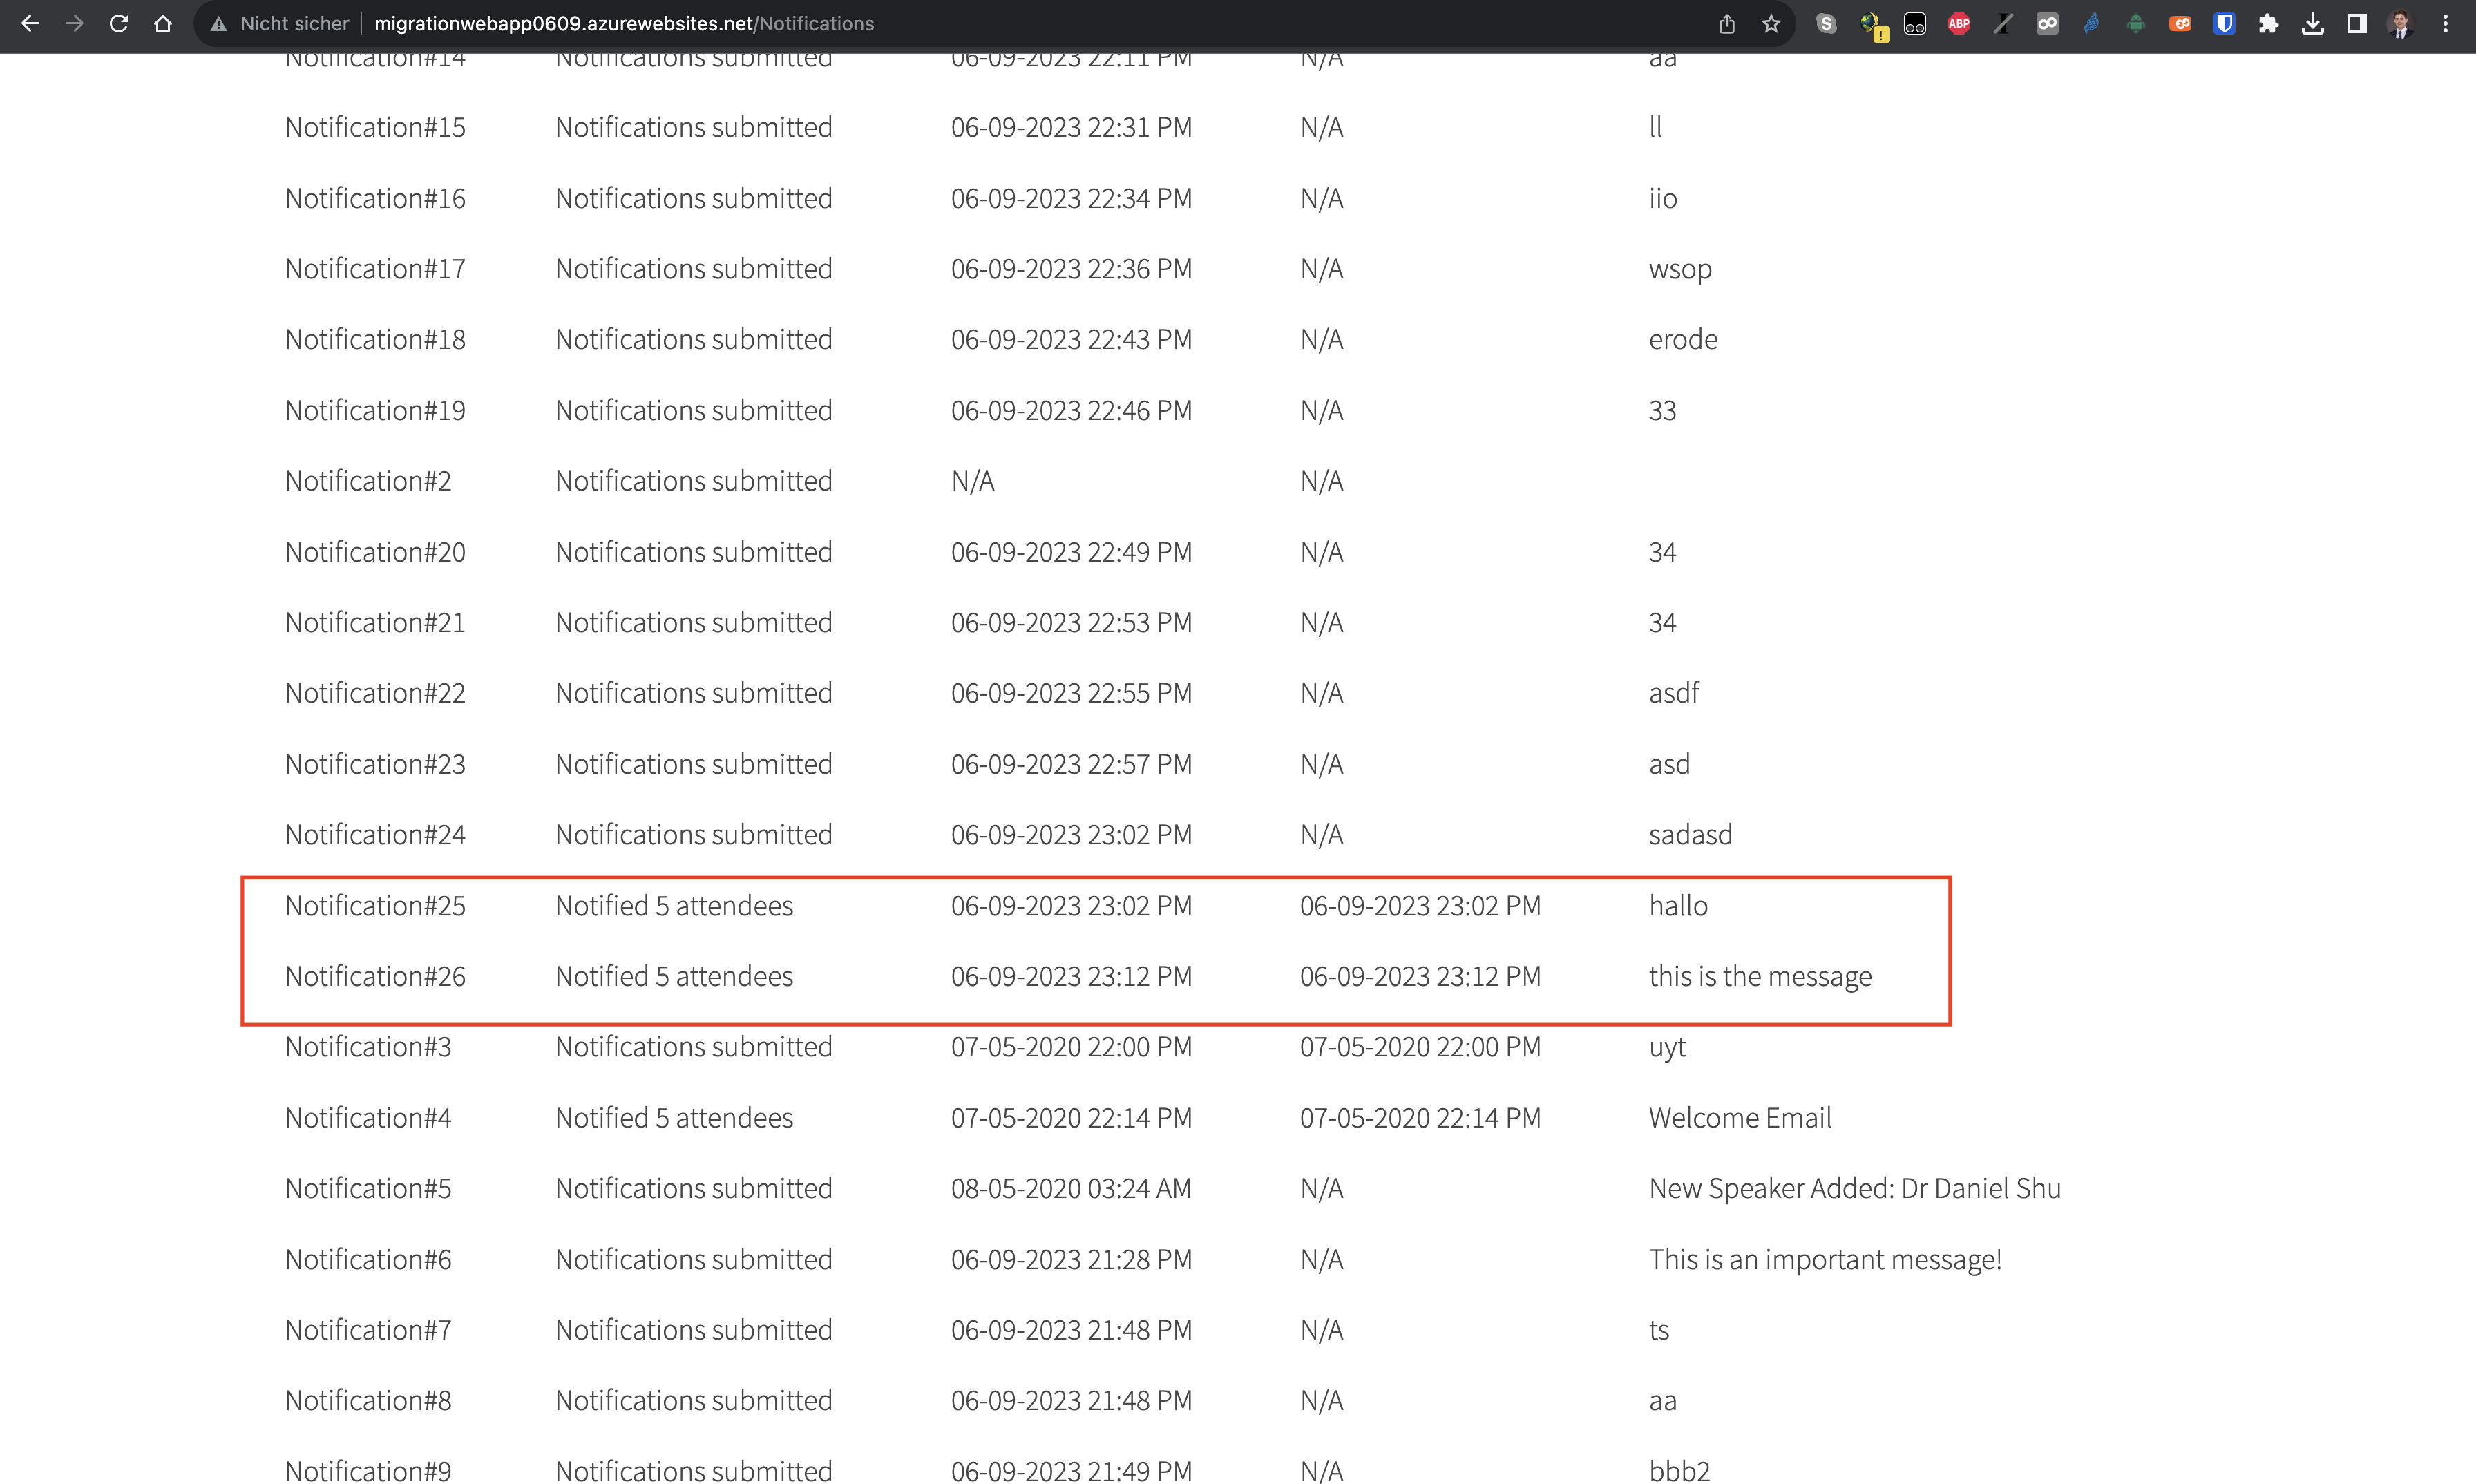 Nicht sicher | migrationwebapp0609.azurewebsites.net/Notifications
Notification#14 Notifications submitted 06-09-2023 22:11 PM N/A aa
Notification#15 Notifications submitted 06-09-2023 22:31 PM N/A ll
Notification#16 Notifications submitted 06-09-2023 22:34 PM N/A iio
Notification#17 Notifications submitted 06-09-2023 22:36 PM N/A wsop
Notification#18 Notifications submitted 06-09-2023 22:43 PM N/A erode
Notification#19 Notifications submitted 06-09-2023 22:46 PM N/A 33
Notification#2 Notifications submitted N/A N/A
Notification#20 Notifications submitted 06-09-2023 22:49 PM N/A 34
Notification#21 Notifications submitted 06-09-2023 22:53 PM N/A 34
Notification#22 Notifications submitted 06-09-2023 22:55 PM N/A asdf
Notification#23 Notifications submitted 06-09-2023 22:57 PM N/A asd
Notification#24 Notifications submitted 06-09-2023 23:02 PM N/A sadasd
Notification#25 Notified 5 attendees 06-09-2023 23:02 PM 06-09-2023 23:02 PM hallo
Notification#26 Notified 5 attendees 06-09-2023 23:12 PM 06-09-2023 23:12 PM this is the message
Notification#3 Notifications submitted 07-05-2020 22:00 PM 07-05-2020 22:00 PM uyt
Notification#4 Notified 5 attendees 07-05-2020 22:14 PM 07-05-2020 22:14 PM Welcome Email
Notification#5 Notifications submitted 08-05-2020 03:24 AM N/A New Speaker Added: Dr Daniel Shu
Notification#6 Notifications submitted 06-09-2023 21:28 PM N/A This is an important message!
Notification#7 Notifications submitted 06-09-2023 21:48 PM N/A ts
Notification#8 Notifications submitted 06-09-2023 21:48 PM N/A aa
Notification#9 Notifications submitted 06-09-2023 21:49 PM N/A bbb2